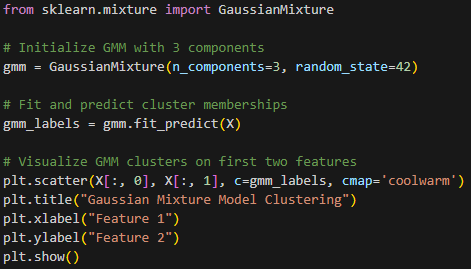 from sklearn.mixture import GaussianMixture
# Initialize GMM with 3 components
gmm = GaussianMixture(n_components=3, random_state=42)
# Fit and predict cluster memberships
gmm_labels = gmm.fit_predict(X)
# Visualize GMM clusters on first two features
plt.scatter(X[:, 0], X[:, 1], c=gmm_labels, cmap='coolwarm')
plt.title("Gaussian Mixture Model Clustering")
plt.xlabel("Feature 1")
plt.ylabel("Feature 2")
plt.show()